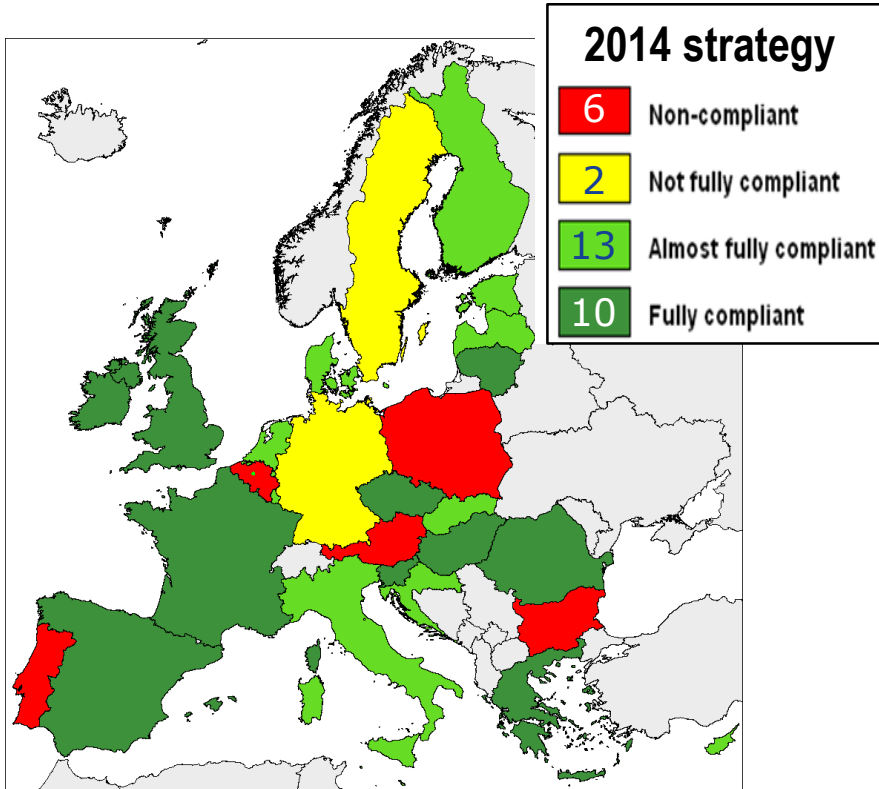 2014 strategy
6 Non-compliant
2 Not fully compliant
13 Almost fully compliant
10 Fully compliant